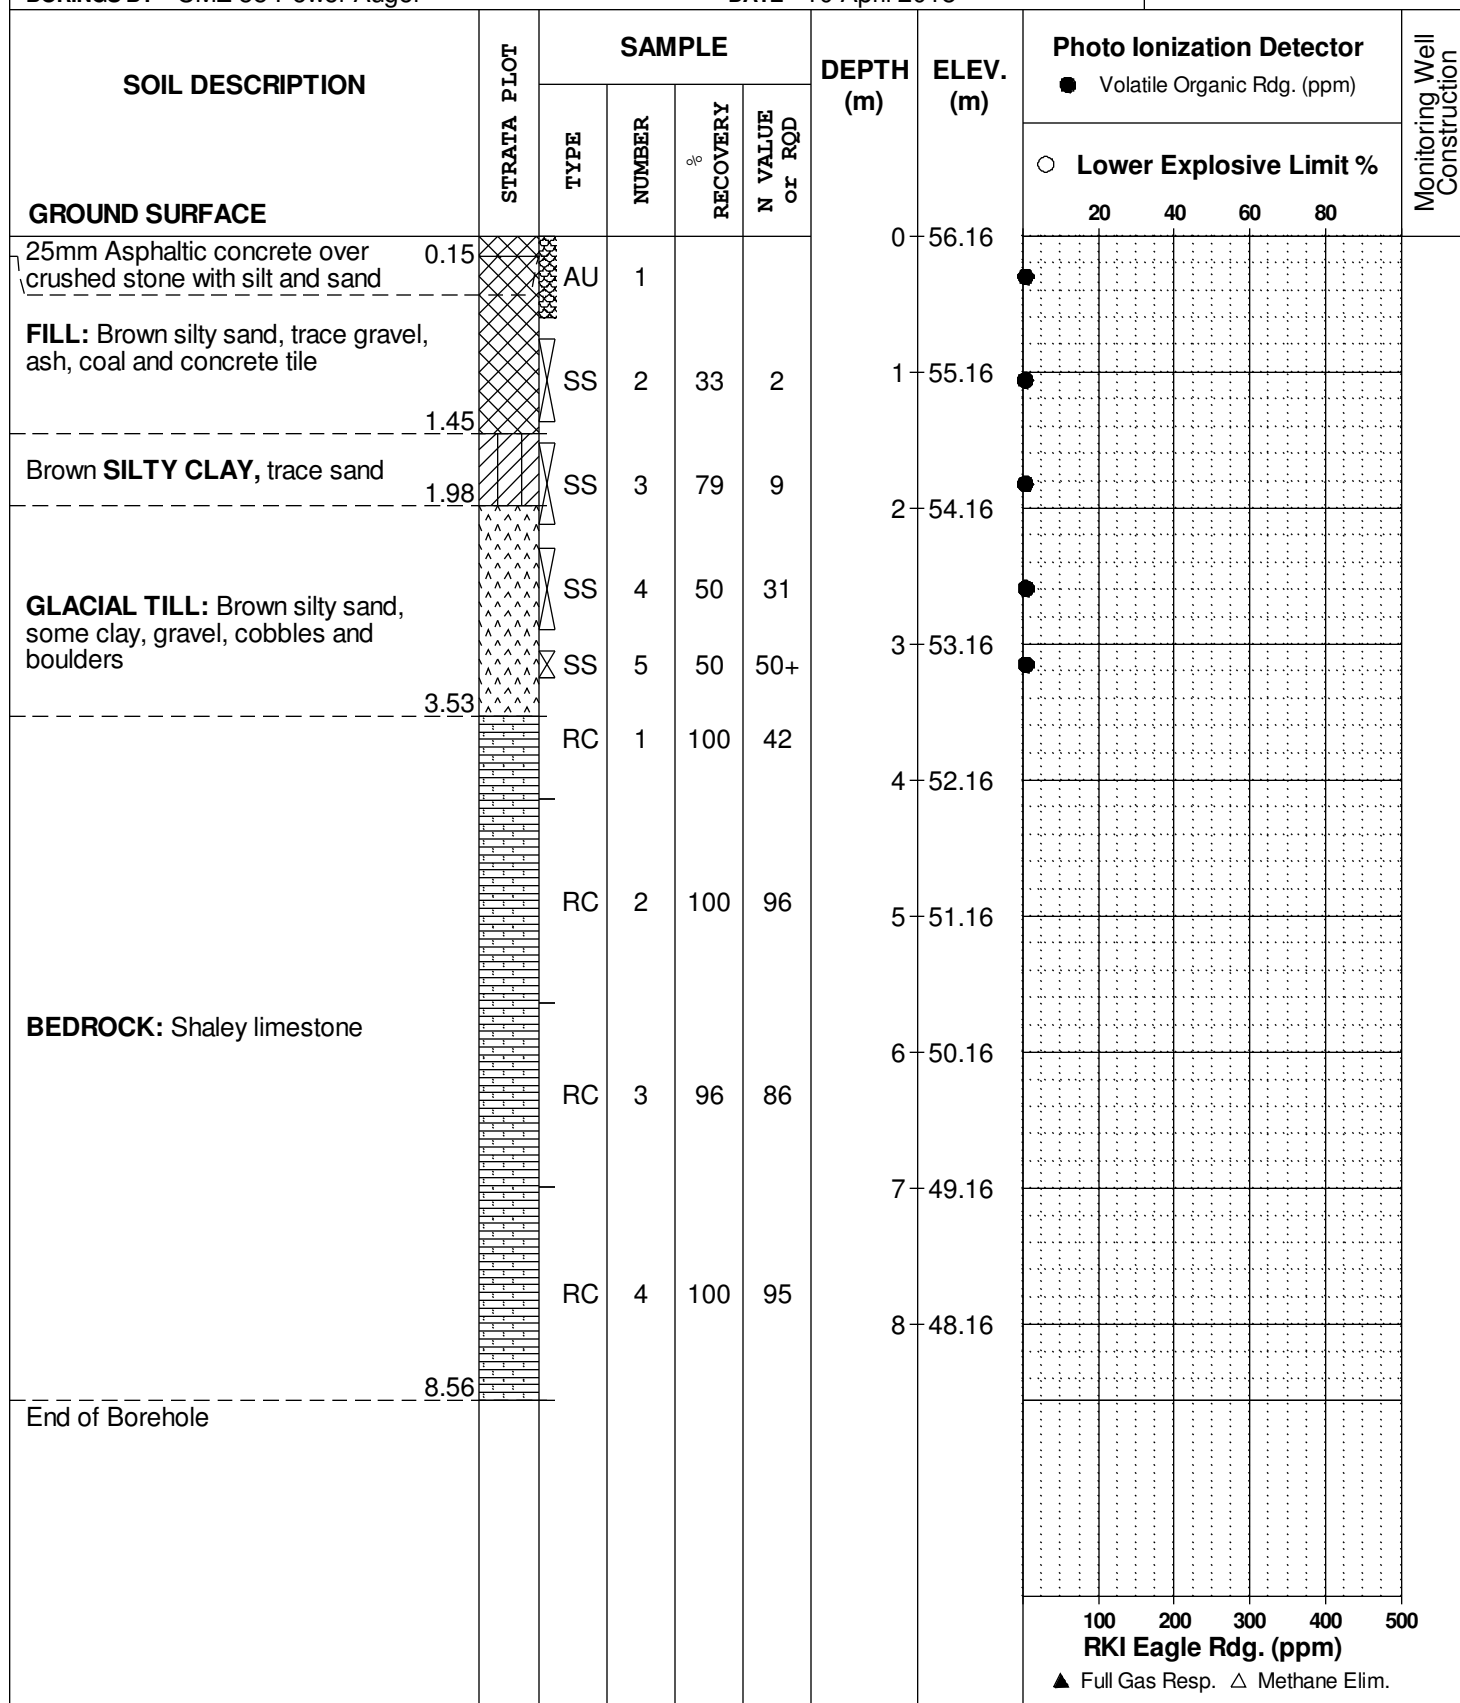 SOIL DESCRIPTION
GROUND SURFACE
STRATA PLOT
SAMPLE
TYPE
NUMBER
%
RECOVERY
N VALUE
or RQD
DEPTH
(m)
ELEV.
(m)
Photo Ionization Detector
● Volatile Organic Rdg. (ppm)
○ Lower Explosive Limit %
20 40 60 80
Monitoring Well
Construction
0 56.16
25mm Asphaltic concrete over 0.15
crushed stone with silt and sand
AU 1
FILL: Brown silty sand, trace gravel,
ash, coal and concrete tile
SS 2 33 2
1 55.16
1.45
Brown SILTY CLAY, trace sand
1.98
SS 3 79 9
2 54.16
SS 4 50 31
GLACIAL TILL: Brown silty sand,
some clay, gravel, cobbles and
boulders
3 53.16
SS 5 50 50+
3.53
RC 1 100 42
4 52.16
RC 2 100 96
5 51.16
BEDROCK: Shaley limestone
6 50.16
RC 3 96 86
7 49.16
RC 4 100 95
8 48.16
8.56
End of Borehole
100 200 300 400 500
RKI Eagle Rdg. (ppm)
▲ Full Gas Resp. △ Methane Elim.